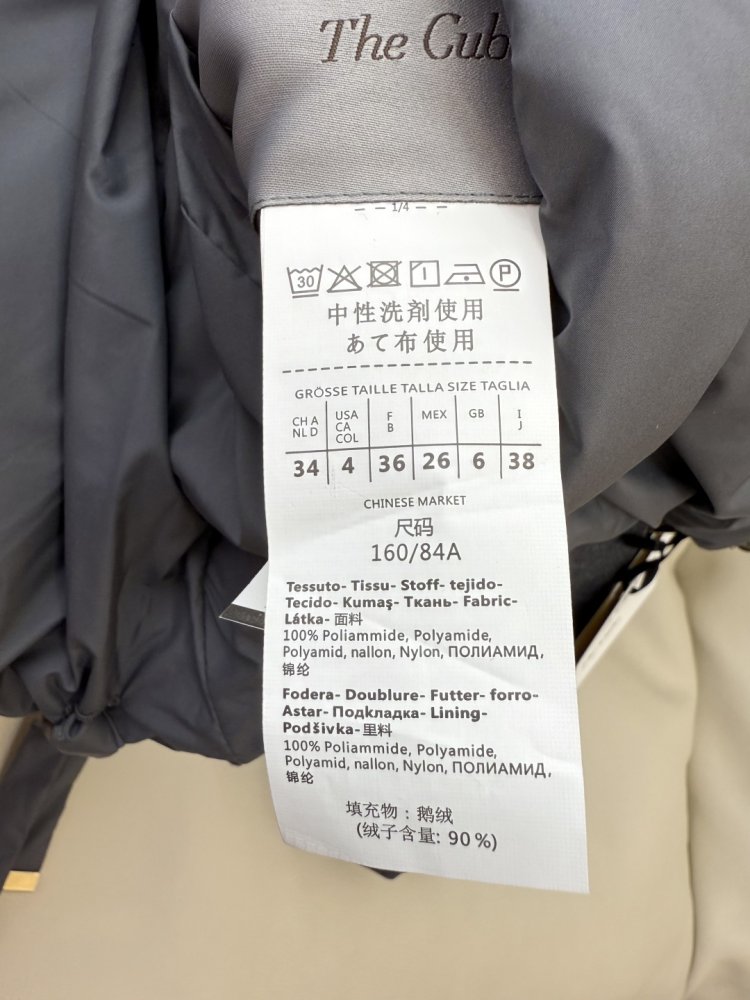 The Cub
1/4
30 I P
中性洗剤使用
あて布使用
GRÖSSE TAILLE TALLA SIZE TAGLIA
CH A NL D USA CA COL F B MEX GB I J
34 4 36 26 6 38
CHINESE MARKET
尺码
160/84A
Tessuto- Tissu- Stoff- tejido-
Tecido- Kumaş- Ткань- Fabric-
Látka- 面料
100% Poliammide, Polyamide,
Polyamid, nallon, Nylon, ПОЛИАМИД,
锦纶
Fodera- Doublure- Futter- forro-
Astar- Подкладка- Lining-
Podšivka- 里料
100% Poliammide, Polyamide,
Polyamid, nallon, Nylon, ПОЛИАМИД,
锦纶
填充物：鹅绒
(绒子含量: 90%)